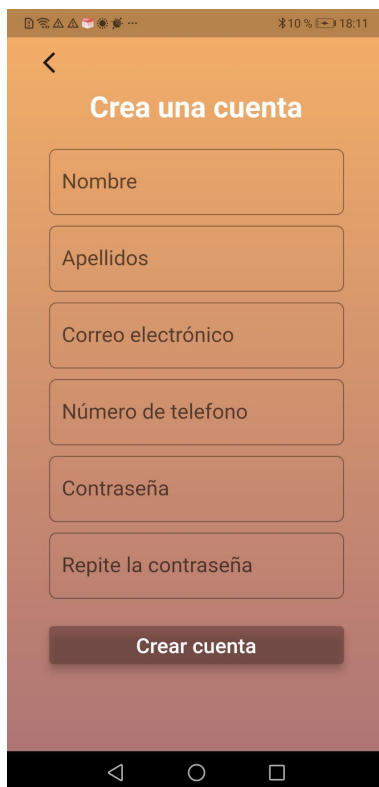 10 % 18:11
Crea una cuenta
Nombre
Apellidos
Correo electrónico
Número de telefono
Contraseña
Repite la contraseña
Crear cuenta